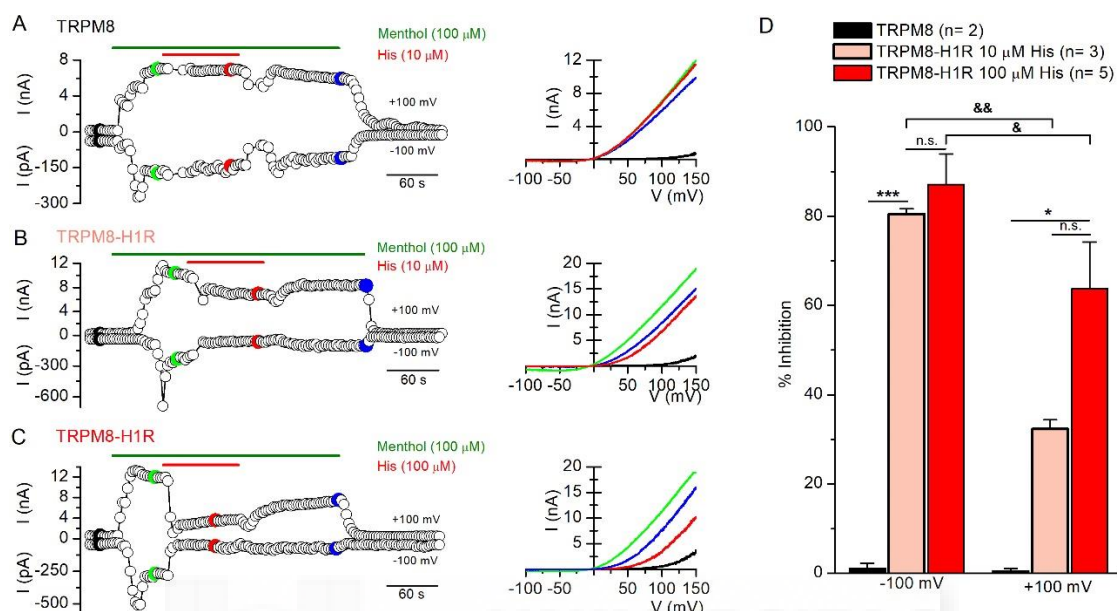 A
TRPM8
Menthol (100 μM)
His (10 μM)
I (nA)
8
4
0
+100 mV
-100 mV
I (pA)
-150
-300
60 s
I (nA)
12
8
4
-100 -50
50 100 150
V (mV)
B
TRPM8-H1R
Menthol (100 μM)
His (10 μM)
I (nA)
12
8
4
0
+100 mV
-100 mV
I (pA)
-300
-600
60 s
I (nA)
20
15
10
5
-100 -50
50 100 150
V (mV)
C
TRPM8-H1R
Menthol (100 μM)
His (100 μM)
I (nA)
12
8
4
0
+100 mV
-100 mV
I (pA)
-250
-500
60 s
I (nA)
20
15
10
5
-100 -50
50 100 150
V (mV)
D
TRPM8 (n= 2)
TRPM8-H1R 10 μM His (n= 3)
TRPM8-H1R 100 μM His (n= 5)
% Inhibition
100
80
60
40
20
0
&&
&
n.s.
***
*
n.s.
-100 mV
+100 mV